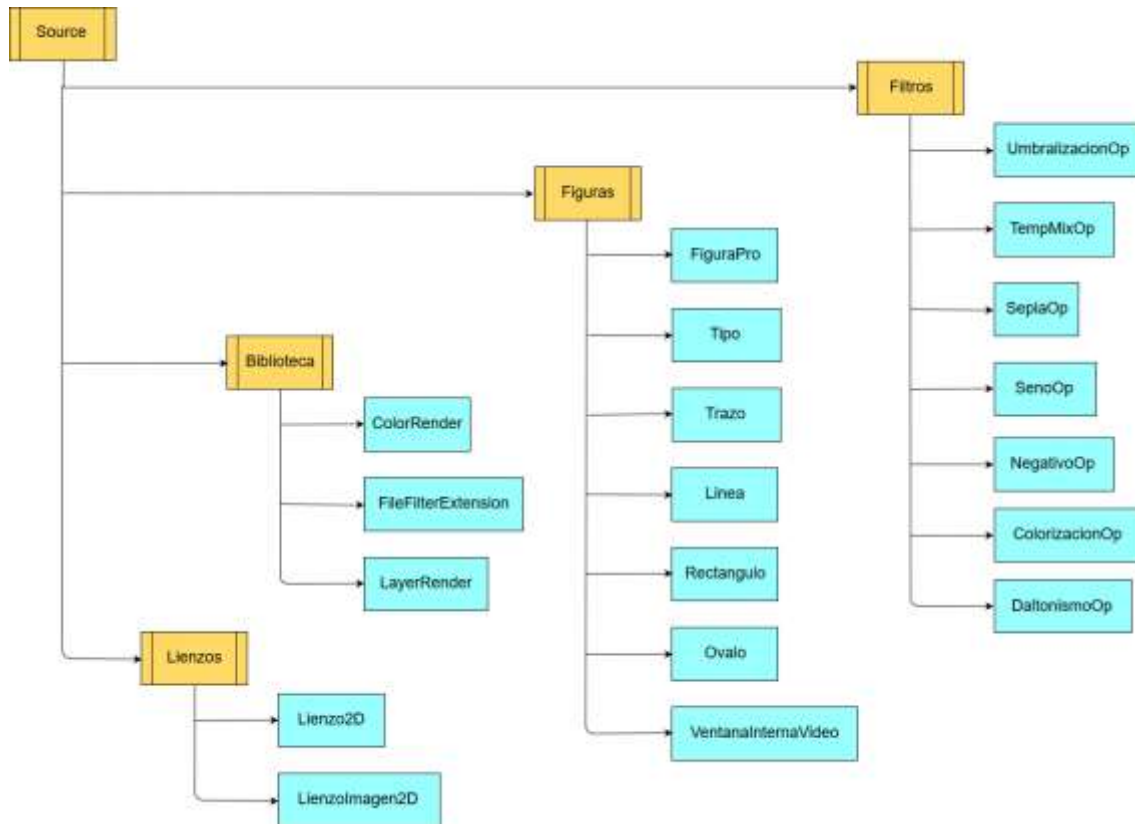 Source
Filtros
UmbralizacionOp
TempMixOp
SepiaOp
SenoOp
NegativoOp
ColorizacionOp
DaltonismoOp
Figuras
FiguraPro
Tipo
Trazo
Linea
Rectangulo
Ovalo
VentanaInternaVideo
Biblioteca
ColorRender
FileFilterExtension
LayerRender
Lienzos
Lienzo2D
LienzoImagen2D